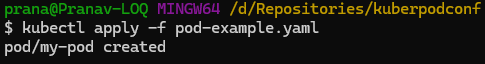 prana@Pranav-LOQ MINGW64 /d/Repositories/kuberpodconf
$ kubectl apply -f pod-example.yaml
pod/my-pod created